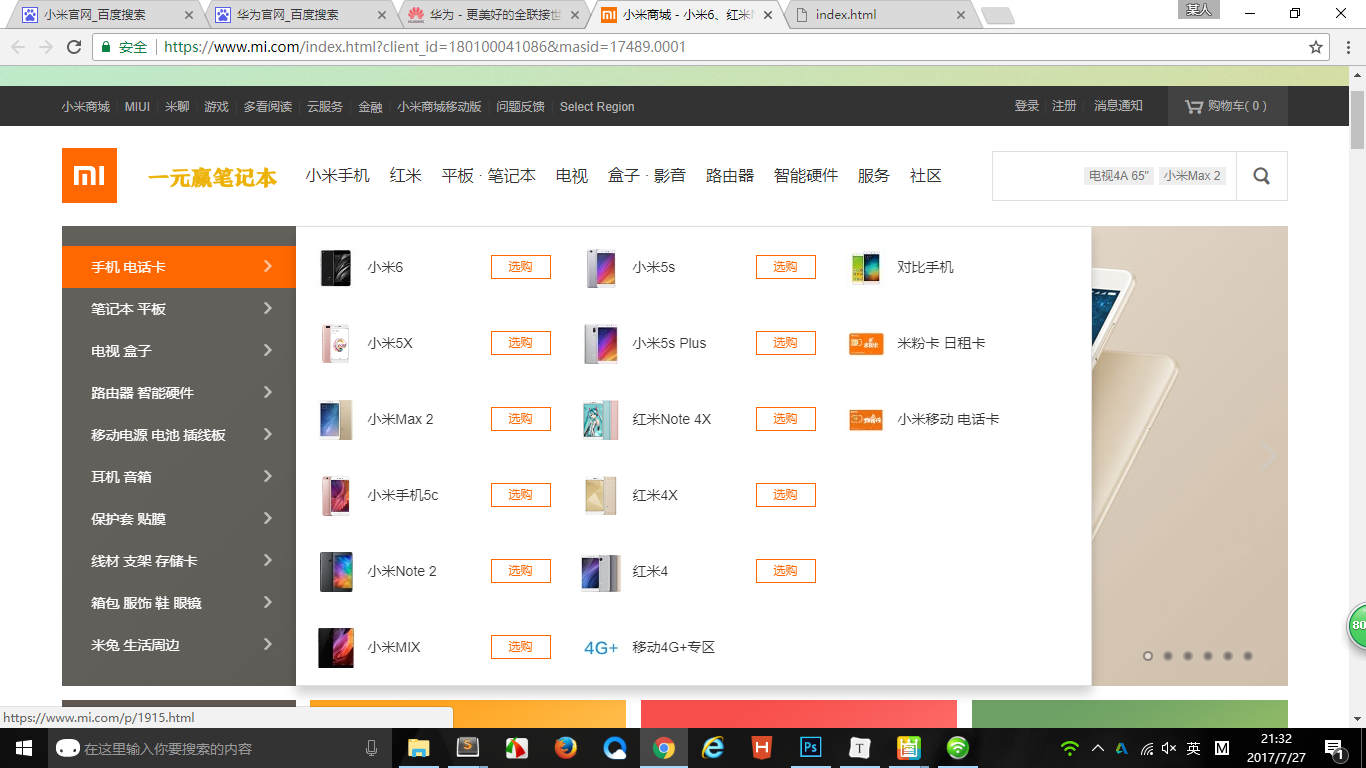 小米官网_百度搜索
华为官网_百度搜索
华为 - 更美好的全联接世
小米商城 - 小米6、红米N
index.html
某人
安全 https://www.mi.com/index.html?client_id=180100041086&masid=17489.0001
小米商城 MIUI 米聊 游戏 多看阅读 云服务 金融 小米商城移动版 问题反馈 Select Region
登录 注册 消息通知 购物车( 0 )
一元赢笔记本
小米手机 红米 平板 · 笔记本 电视 盒子 · 影音 路由器 智能硬件 服务 社区
电视4A 65" 小米Max 2
手机 电话卡
笔记本 平板
电视 盒子
路由器 智能硬件
移动电源 电池 插线板
耳机 音箱
保护套 贴膜
线材 支架 存储卡
箱包 服饰 鞋 眼镜
米兔 生活周边
小米6 选购 小米5s 选购 对比手机
小米5X 选购 小米5s Plus 选购 米粉卡 日租卡
小米Max 2 选购 红米Note 4X 选购 小米移动 电话卡
小米手机5c 选购 红米4X 选购
小米Note 2 选购 红米4 选购
小米MIX 选购 4G+ 移动4G+专区
80
https://www.mi.com/p/1915.html
在这里输入你要搜索的内容
英 M
21:32
2017/7/27
1